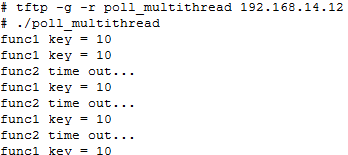 # tftp -g -r poll_multithread 192.168.14.12
# ./poll_multithread
func1 key = 10
func1 key = 10
func2 time out...
func1 key = 10
func2 time out...
func1 key = 10
func2 time out...
func1 key = 10